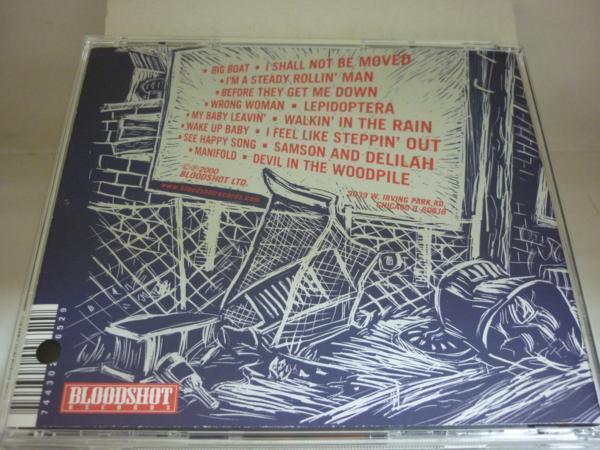 • BIG BOAT • I SHALL NOT BE MOVED
• I'M A STEADY ROLLIN' MAN
• BEFORE THEY GET ME DOWN
• WRONG WOMAN • LEPIDOPTERA
• MY BABY LEAVIN' • WALKIN' IN THE RAIN
• WAKE UP BABY • I FEEL LIKE STEPPIN' OUT
SEE HAPPY SONG • SAMSON AND DELILAH
• MANIFOLD • DEVIL IN THE WOODPILE
©℗ 2000
BLOODSHOT LTD.
www.bloodshotrecords.com
3039 W. IRVING PARK RD.
CHICAGO IL 60618
BLOODSHOT
RECORDS